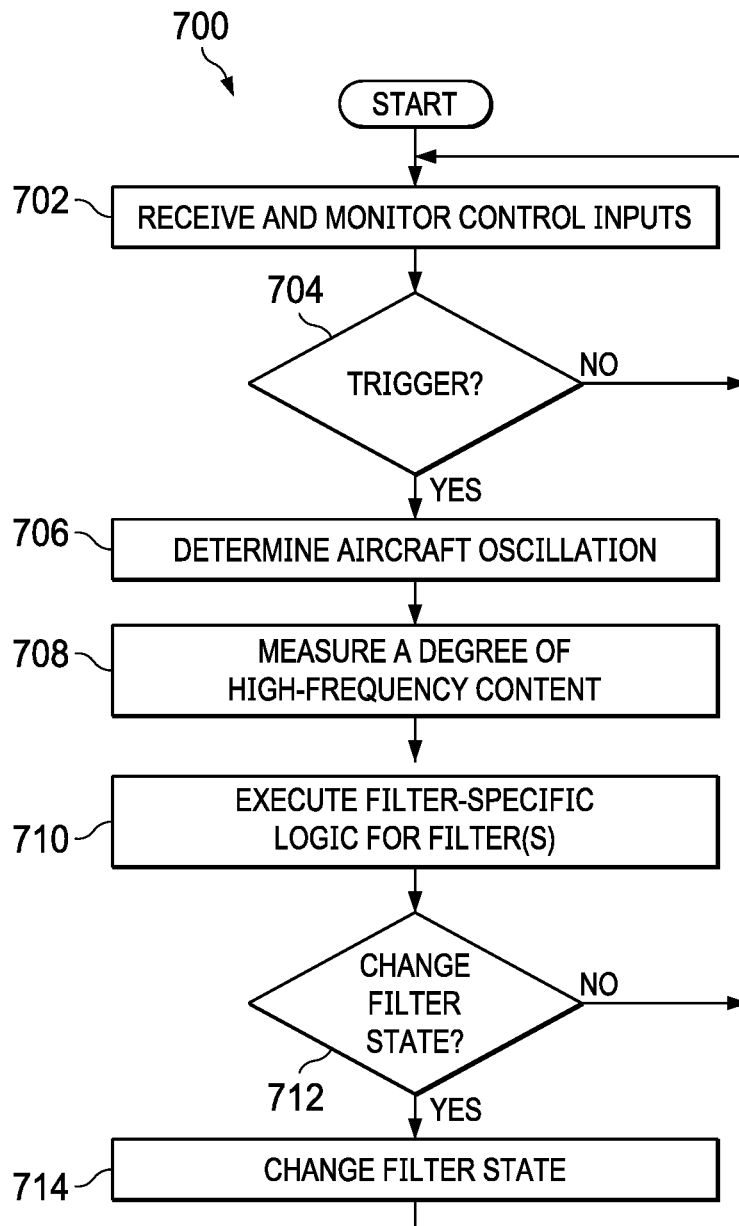 700
START
702
RECEIVE AND MONITOR CONTROL INPUTS
704
TRIGGER?
NO
YES
706
DETERMINE AIRCRAFT OSCILLATION
708
MEASURE A DEGREE OF
HIGH-FREQUENCY CONTENT
710
EXECUTE FILTER-SPECIFIC
LOGIC FOR FILTER(S)
CHANGE
FILTER
STATE?
NO
712
YES
714
CHANGE FILTER STATE